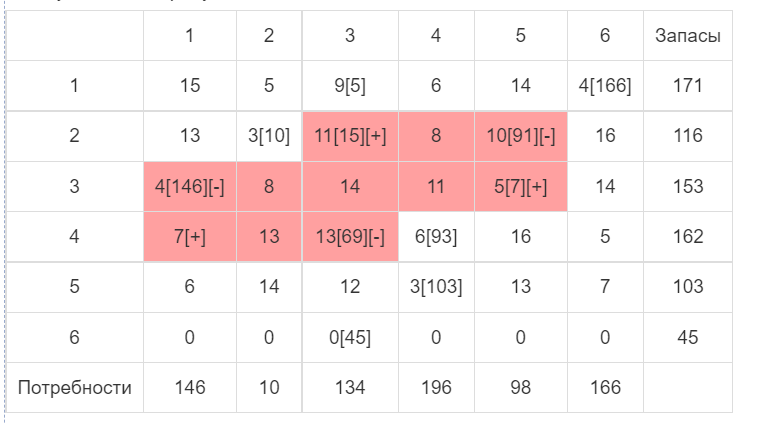 1 2 3 4 5 6 Запасы
1 15 5 9[5] 6 14 4[166] 171
2 13 3[10] 11[15][+] 8 10[91][-] 16 116
3 4[146][-] 8 14 11 5[7][+] 14 153
4 7[+] 13 13[69][-] 6[93] 16 5 162
5 6 14 12 3[103] 13 7 103
6 0 0 0[45] 0 0 0 45
Потребности 146 10 134 196 98 166